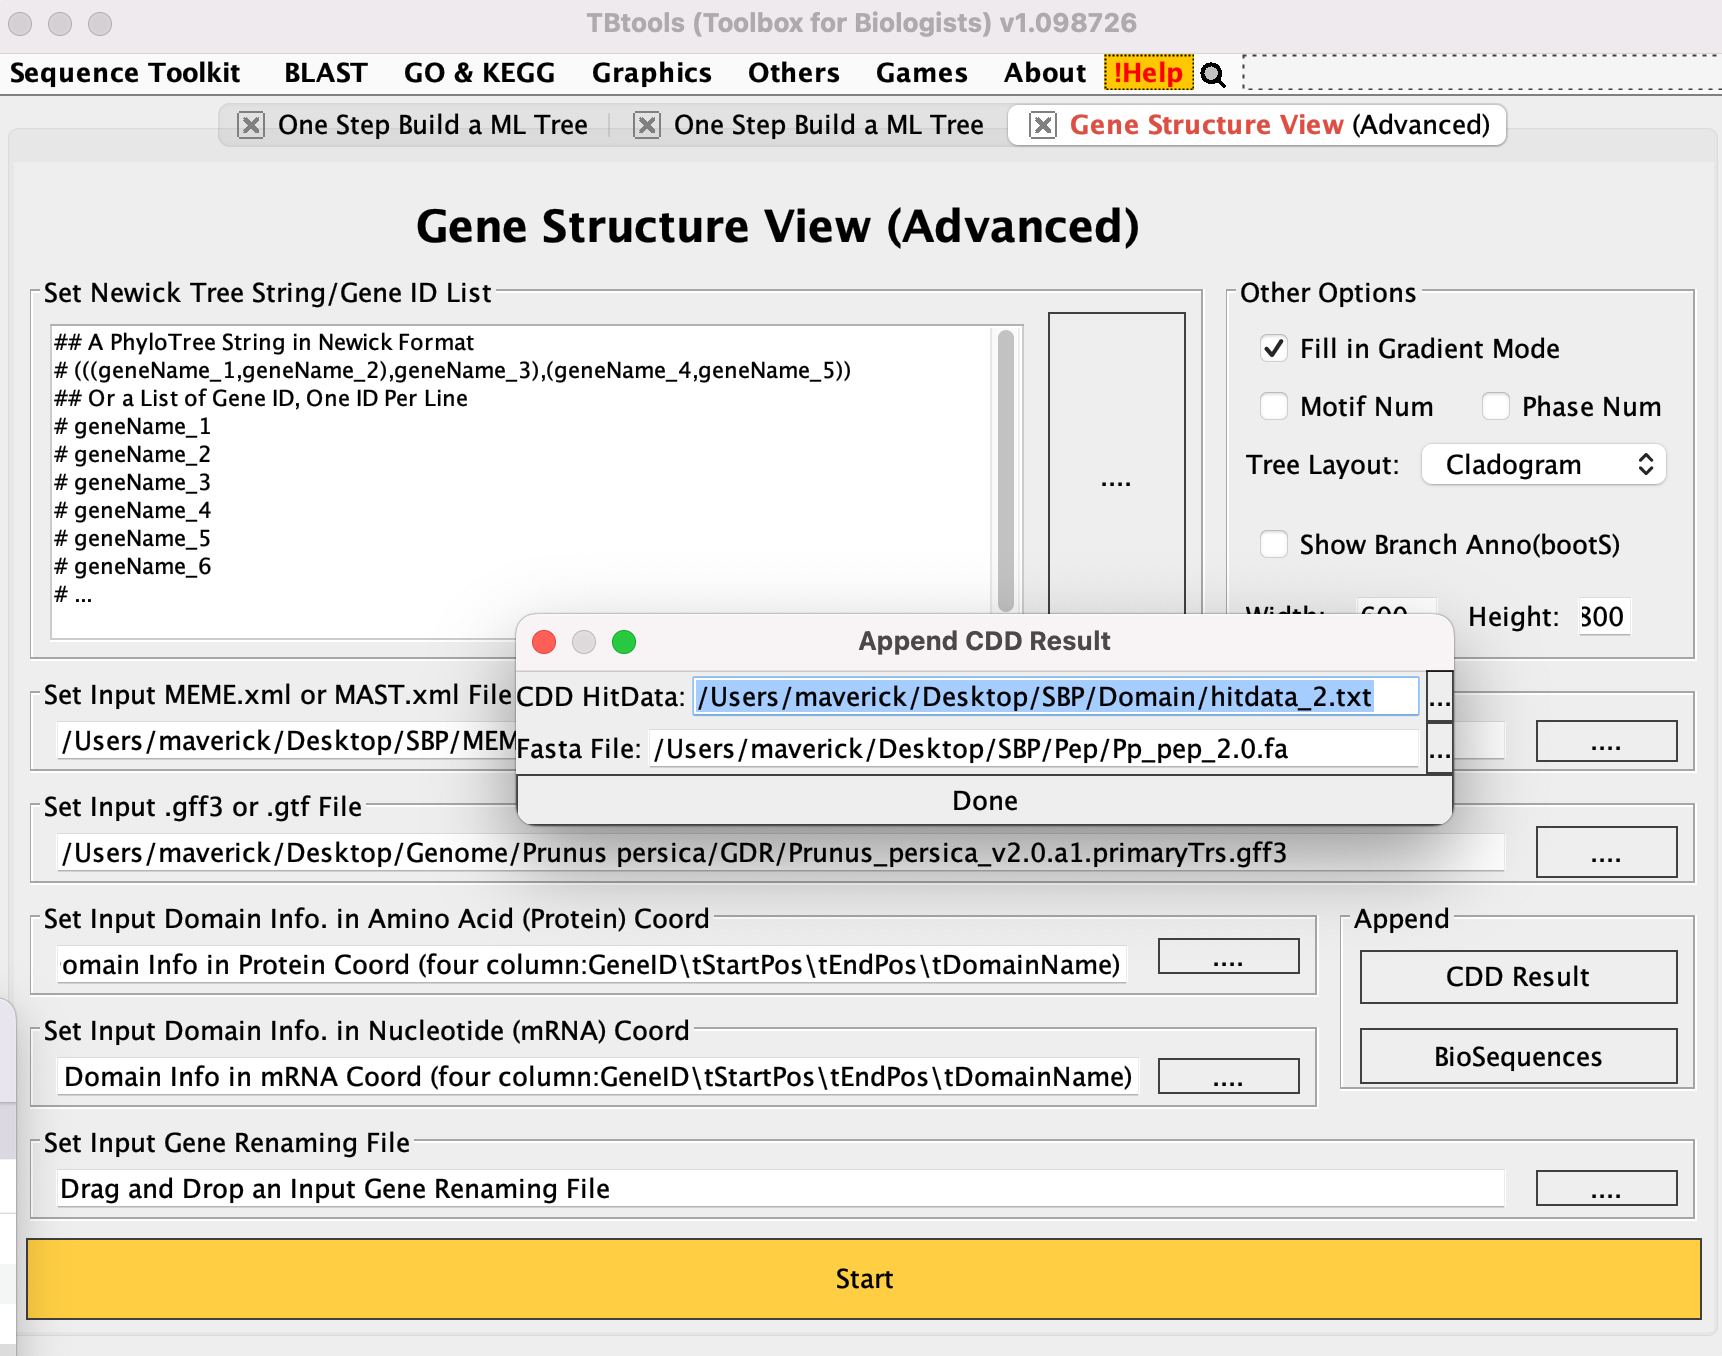 TBtools (Toolbox for Biologists) v1.098726
Sequence Toolkit BLAST GO & KEGG Graphics Others Games About !Help
One Step Build a ML Tree One Step Build a ML Tree Gene Structure View (Advanced)
Gene Structure View (Advanced)
Set Newick Tree String/Gene ID List
## A PhyloTree String in Newick Format
# (((geneName_1,geneName_2),geneName_3),(geneName_4,geneName_5))
## Or a List of Gene ID, One ID Per Line
# geneName_1
# geneName_2
# geneName_3
# geneName_4
# geneName_5
# geneName_6
# ...
....
Other Options
Fill in Gradient Mode
Motif Num Phase Num
Tree Layout: Cladogram
Show Branch Anno(bootS)
Width: 600 Height: 800
Append CDD Result
CDD HitData: /Users/maverick/Desktop/SBP/Domain/hitdata_2.txt ...
Fasta File: /Users/maverick/Desktop/SBP/Pep/Pp_pep_2.0.fa ...
Done
Set Input MEME.xml or MAST.xml File
/Users/maverick/Desktop/SBP/MEM ....
Set Input .gff3 or .gtf File
/Users/maverick/Desktop/Genome/Prunus persica/GDR/Prunus_persica_v2.0.a1.primaryTrs.gff3 ....
Set Input Domain Info. in Amino Acid (Protein) Coord
omain Info in Protein Coord (four column:GeneID\tStartPos\tEndPos\tDomainName) ....
Append
CDD Result
BioSequences
Set Input Domain Info. in Nucleotide (mRNA) Coord
Domain Info in mRNA Coord (four column:GeneID\tStartPos\tEndPos\tDomainName) ....
Set Input Gene Renaming File
Drag and Drop an Input Gene Renaming File ....
Start